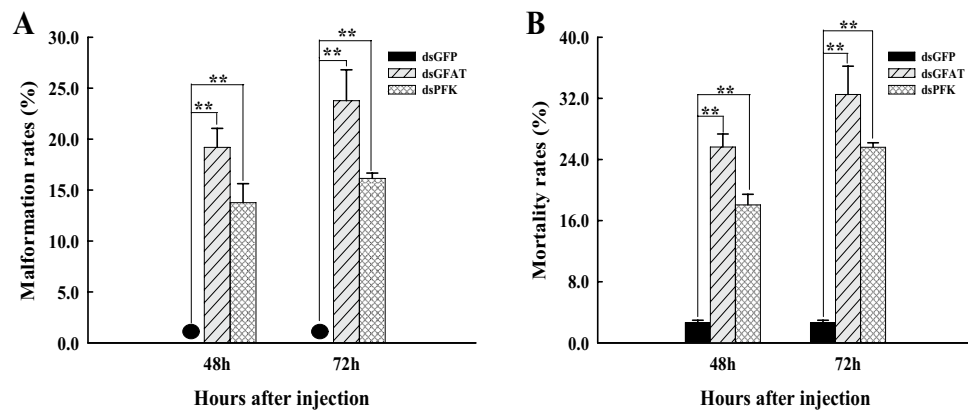 A
Malformation rates (%)
30.0
25.0
20.0
15.0
10.0
5.0
0.0
**
**
**
**
dsGFP
dsGFAT
dsPFK
48h
72h
Hours after injection
B
Mortality rates (%)
40.0
32.0
24.0
16.0
8.0
0.0
**
**
**
**
dsGFP
dsGFAT
dsPFK
48h
72h
Hours after injection